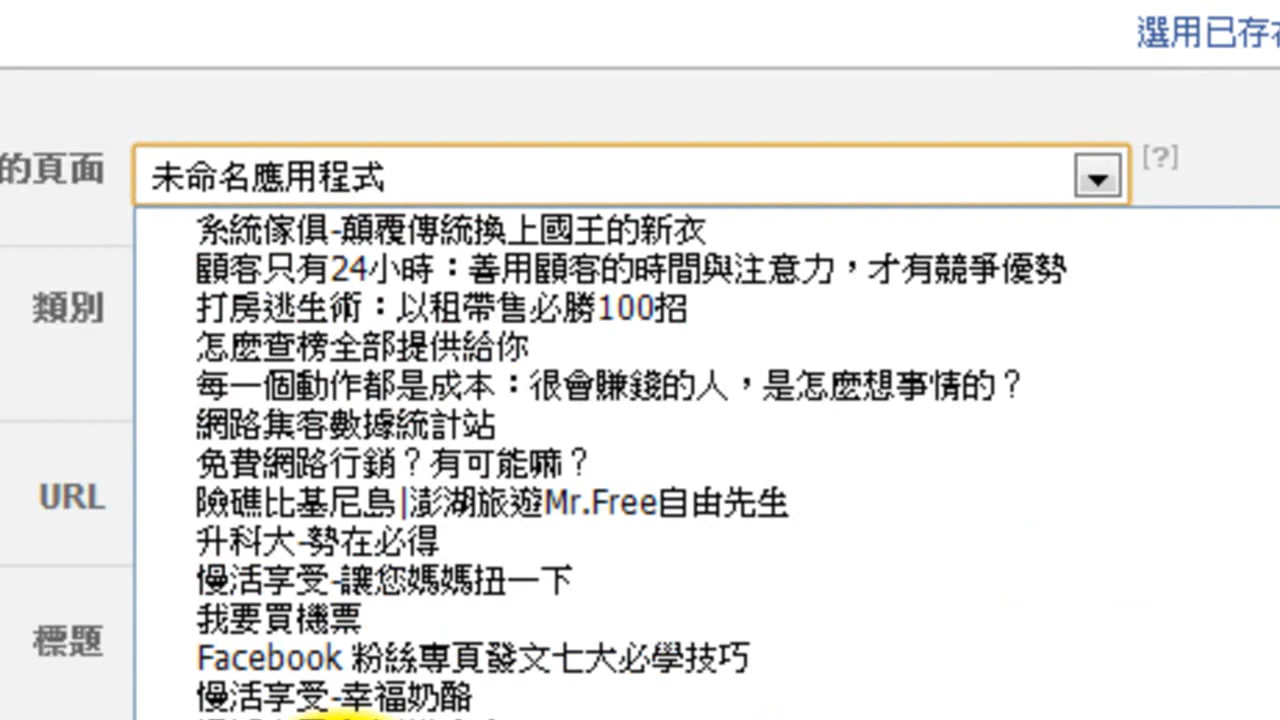 選用已存
的頁面
未命名應用程式
[?]
系統傢俱-顛覆傳統換上國王的新衣
顧客只有24小時：善用顧客的時間與注意力，才有競爭優勢
類別
打房逃生術：以租帶售必勝100招
怎麼查榜全部提供給你
每一個動作都是成本：很會賺錢的人，是怎麼想事情的？
網路集客數據統計站
免費網路行銷？有可能嘛？
URL
險礁比基尼島|澎湖旅遊Mr.Free自由先生
升科大-勢在必得
慢活享受-讓您媽媽扭一下
我要買機票
標題
Facebook 粉絲專頁發文七大必學技巧
慢活享受-幸福奶酪